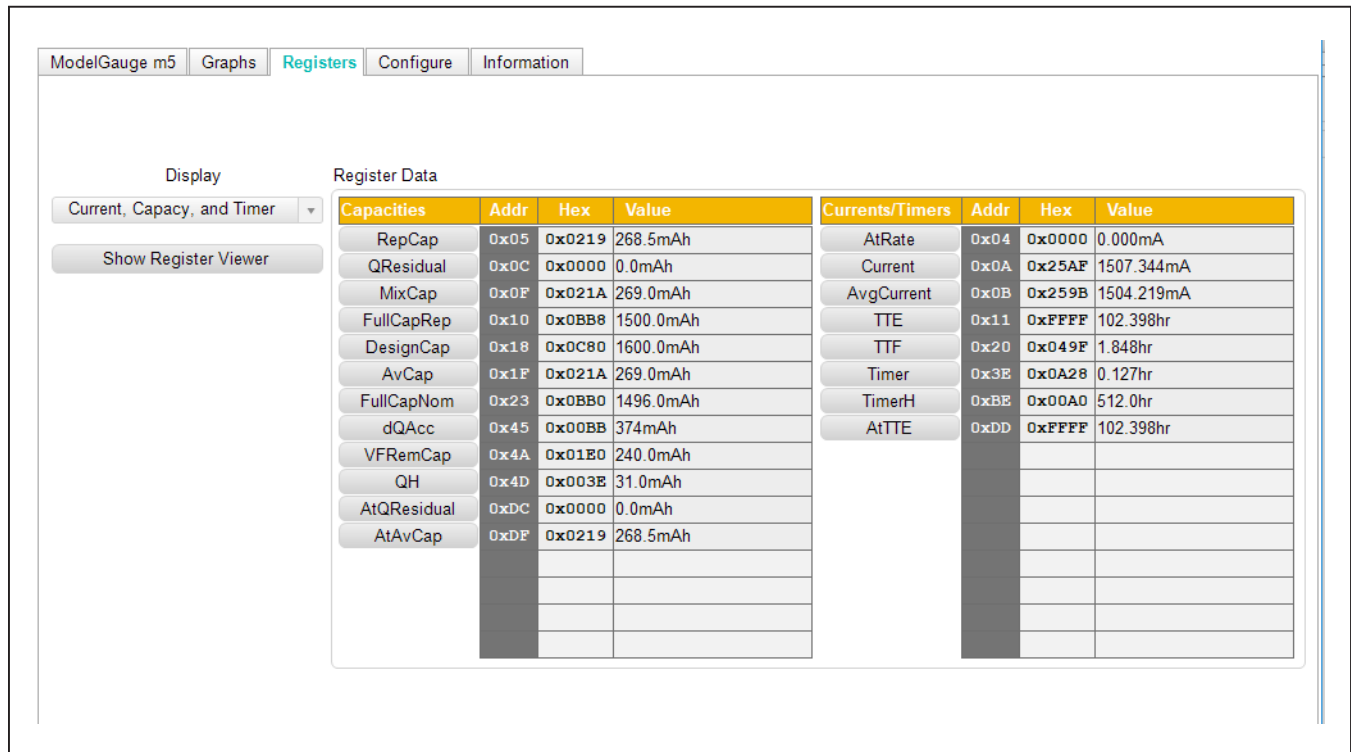 ModelGauge m5 Graphs Registers Configure Information
Display Register Data
Current, Capacy, and Timer
Show Register Viewer
Capacities Addr Hex Value Currents/Timers Addr Hex Value
RepCap 0x05 0x0219 268.5mAh AtRate 0x04 0x0000 0.000mA
QResidual 0x0C 0x0000 0.0mAh Current 0x0A 0x25AF 1507.344mA
MixCap 0x0F 0x021A 269.0mAh AvgCurrent 0x0B 0x259B 1504.219mA
FullCapRep 0x10 0x0BB8 1500.0mAh TTE 0x11 0xFFFF 102.398hr
DesignCap 0x18 0x0C80 1600.0mAh TTF 0x20 0x049F 1.848hr
AvCap 0x1F 0x021A 269.0mAh Timer 0x3E 0x0A28 0.127hr
FullCapNom 0x23 0x0BB0 1496.0mAh TimerH 0xBE 0x00A0 512.0hr
dQAcc 0x45 0x00BB 374mAh AtTTE 0xDD 0xFFFF 102.398hr
VFRemCap 0x4A 0x01E0 240.0mAh
QH 0x4D 0x003E 31.0mAh
AtQResidual 0xDC 0x0000 0.0mAh
AtAvCap 0xDF 0x0219 268.5mAh